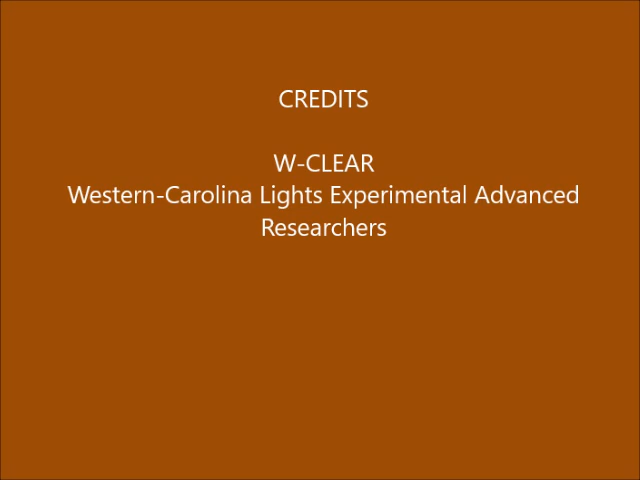 CREDITS
W-CLEAR
Western-Carolina Lights Experimental Advanced
Researchers